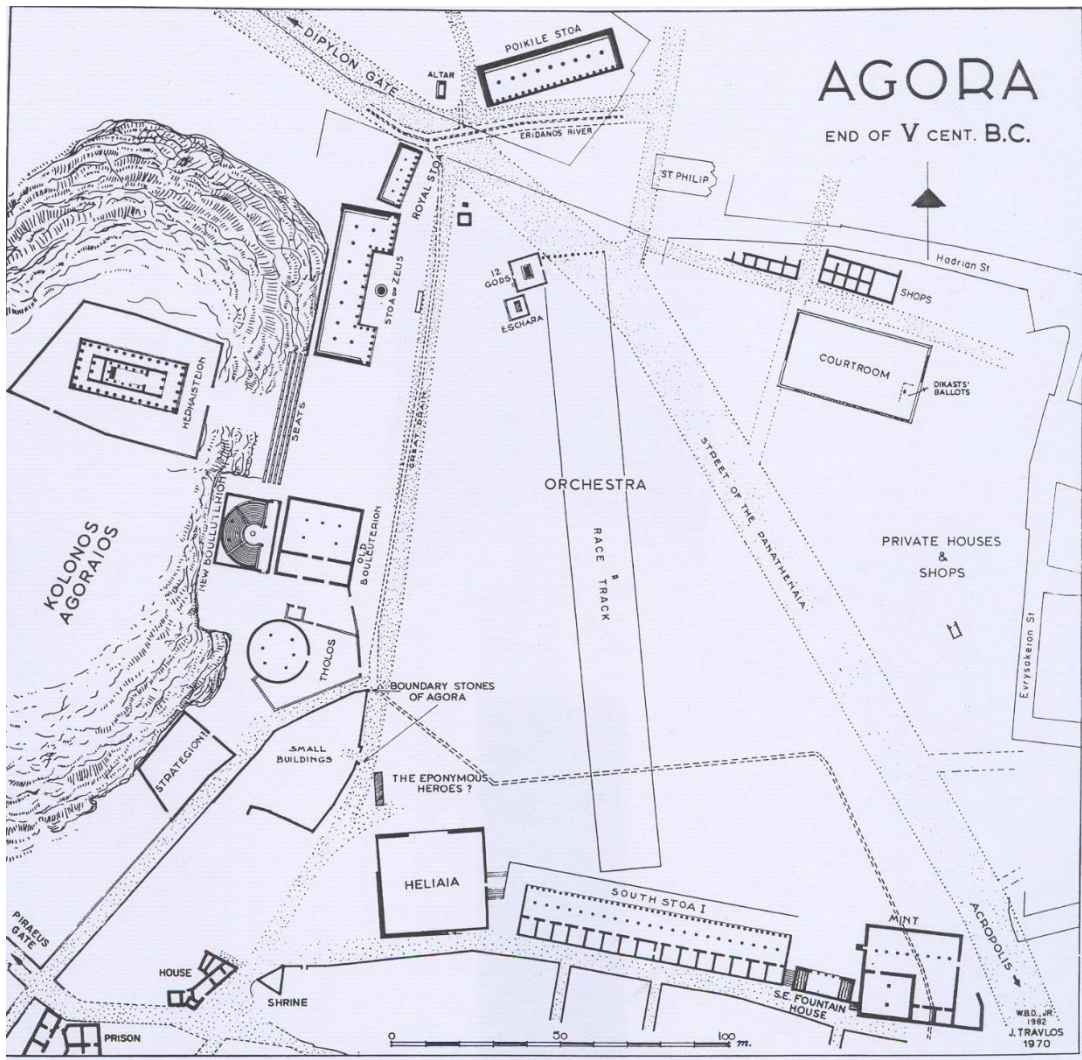 AGORA
END OF V CENT. B.C.
DIPYLON GATE
ALTAR
POIKILE STOA
ERIDANOS RIVER
ROYAL STOA
ST PHILIP
Hadrian St.
SHOPS
12
GODS
ESCHARA
STOA OF ZEUS
COURTROOM
DIKASTS'
BALLOTS
HEPHAISTEION
SEATS
GREAT DRAIN
STREET OF THE PANATHENAIA
ORCHESTRA
RACE TRACK
NEW BOULEUTERION
OLD
BOULEUTERION
KOLONOS
AGORAIOS
PRIVATE HOUSES
&
SHOPS
Evrysakeion St
THOLOS
BOUNDARY STONES
OF AGORA
STRATEGION
SMALL
BUILDINGS
THE EPONYMOUS
HEROES ?
HELIAIA
SOUTH STOA I
MINT
ACROPOLIS
PIRAEUS
GATE
HOUSE
SHRINE
S.E. FOUNTAIN
HOUSE
PRISON
0 50 100 m.
W.B.D., JR.
1982
J. TRAVLOS
1970